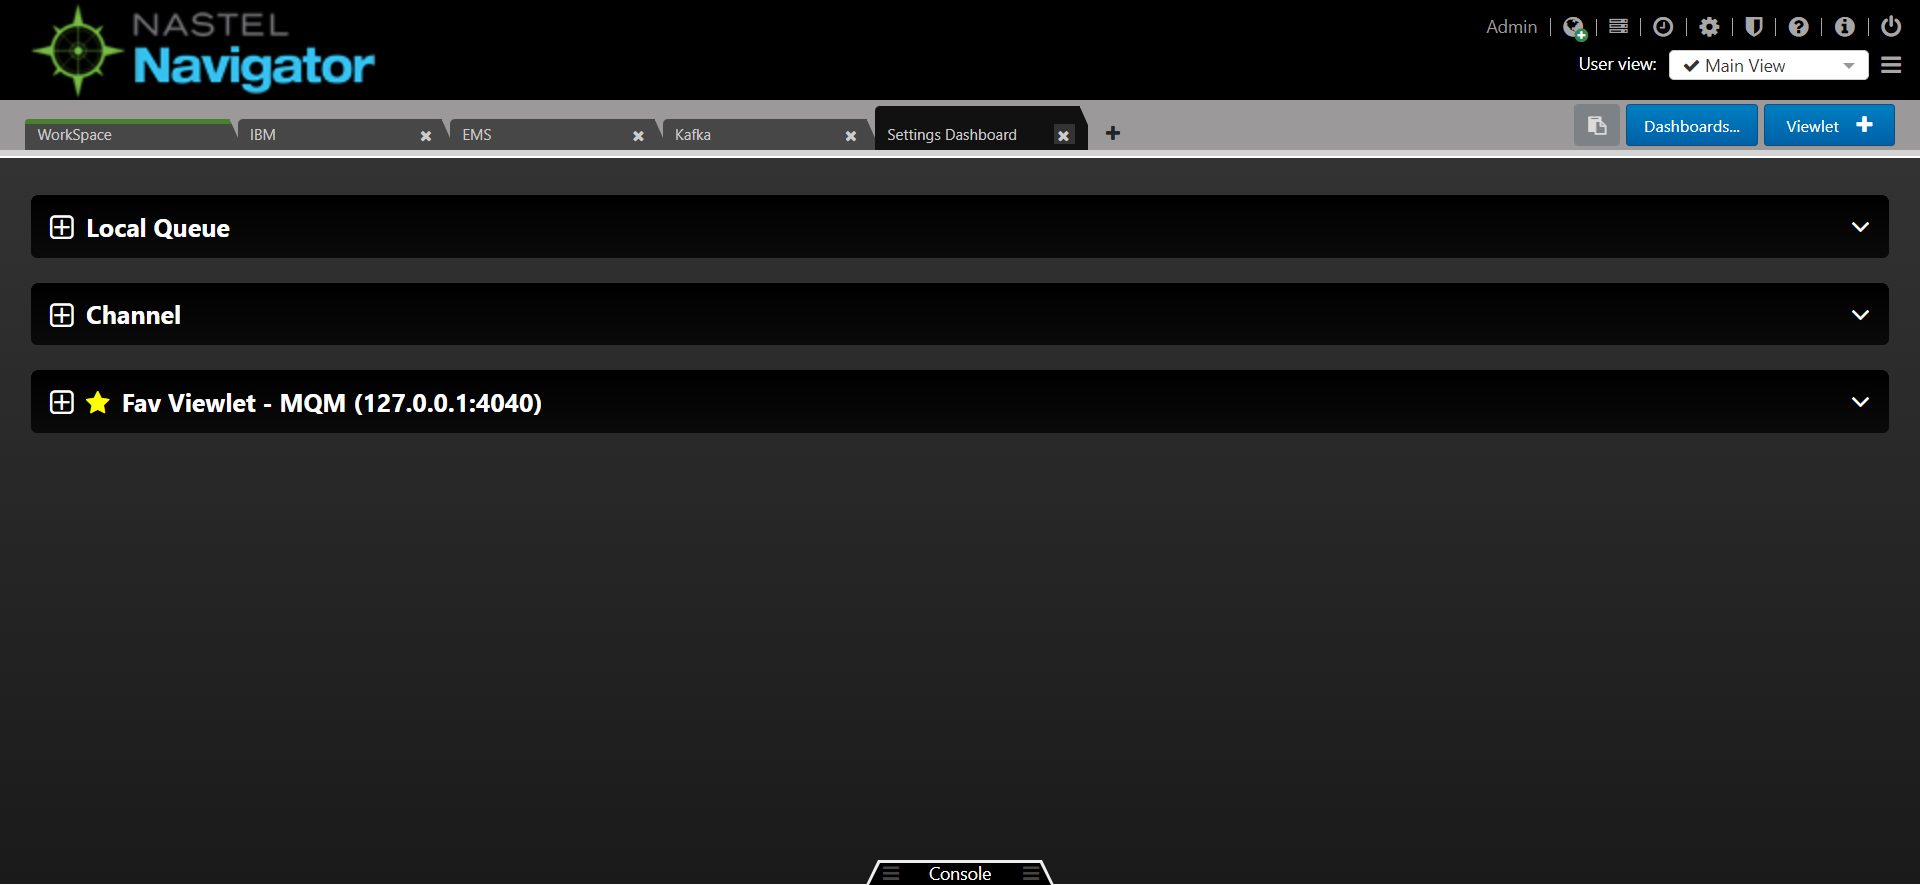 NASTEL
Navigator
Admin
User view: Main View
WorkSpace
IBM
EMS
Kafka
Settings Dashboard
Dashboards...
Viewlet
Local Queue
Channel
Fav Viewlet - MQM (127.0.0.1:4040)
Console